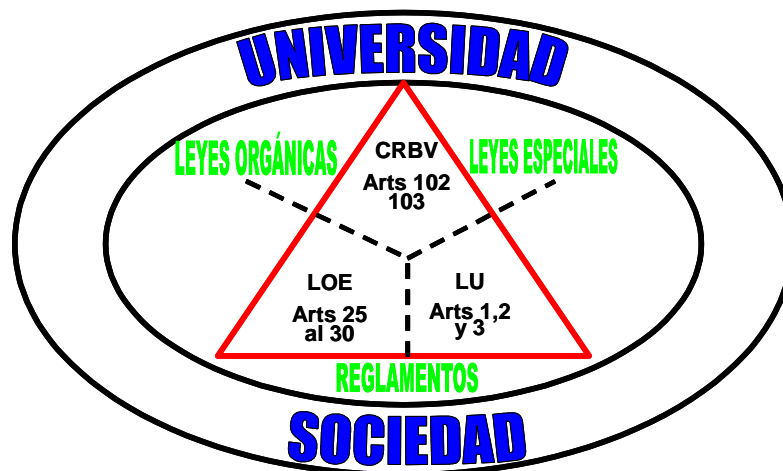 UNIVERSIDAD
LEYES ORGÁNICAS
CRBV
Arts 102
103
LEYES ESPECIALES
LOE
Arts 25
al 30
LU
Arts 1,2
y 3
REGLAMENTOS
SOCIEDAD